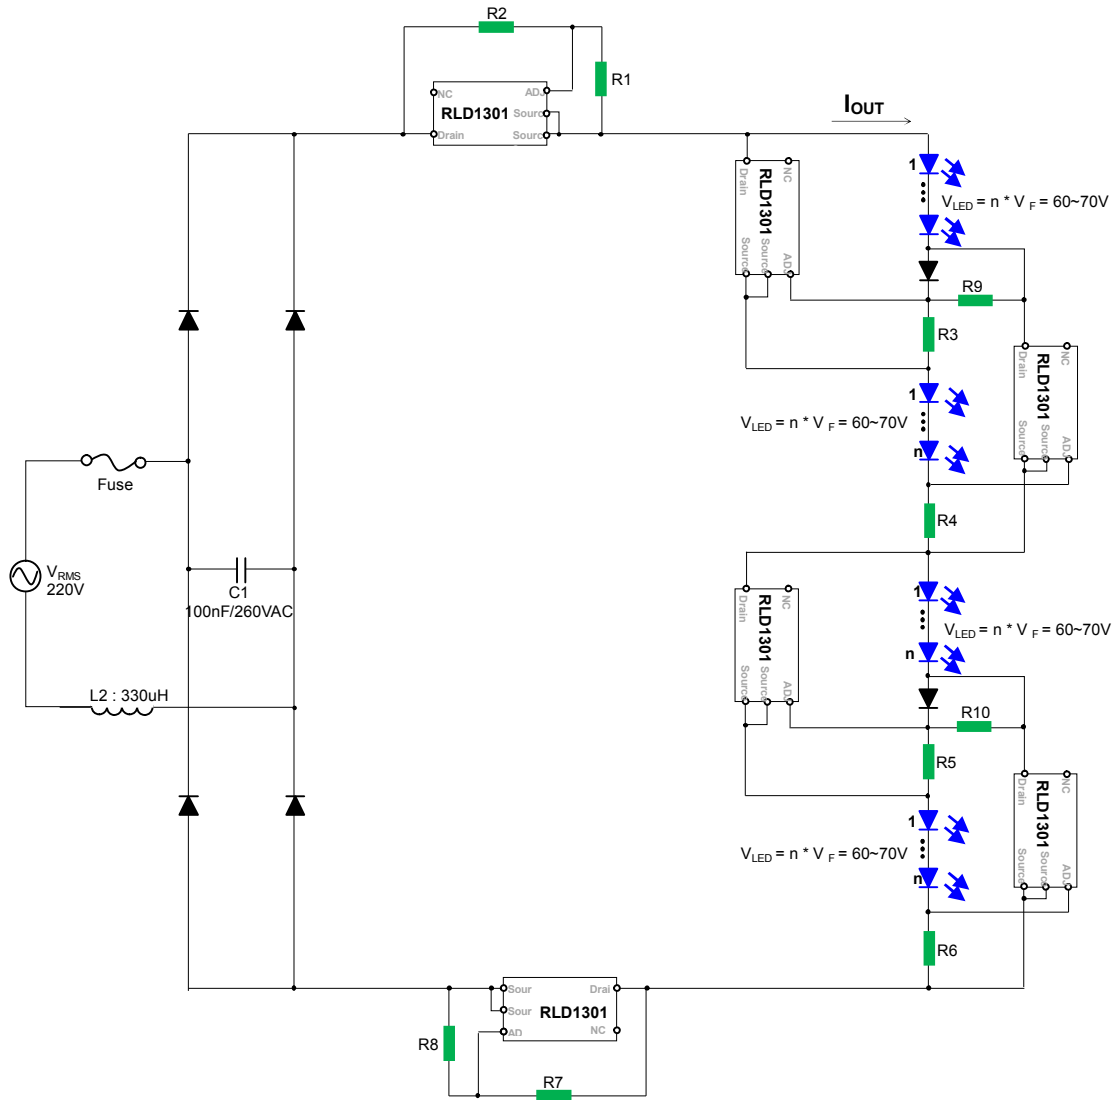 R2
R1
NC
ADJ
RLD1301
Sourc
Drain
Sourc
IOUT
Drain
NC
RLD1301
Source
Source
ADJ
1
VLED = n * V F = 60~70V
R9
R3
Drain
NC
RLD1301
Source
Source
ADJ
1
VLED = n * V F = 60~70V
n
R4
Fuse
VRMS
220V
C1
100nF/260VAC
L2 : 330uH
Drain
NC
RLD1301
Source
Source
ADJ
1
VLED = n * V F = 60~70V
n
R10
R5
Drain
NC
RLD1301
Source
Source
ADJ
1
VLED = n * V F = 60~70V
n
R6
Sour
Drai
Sour
RLD1301
AD
NC
R8
R7